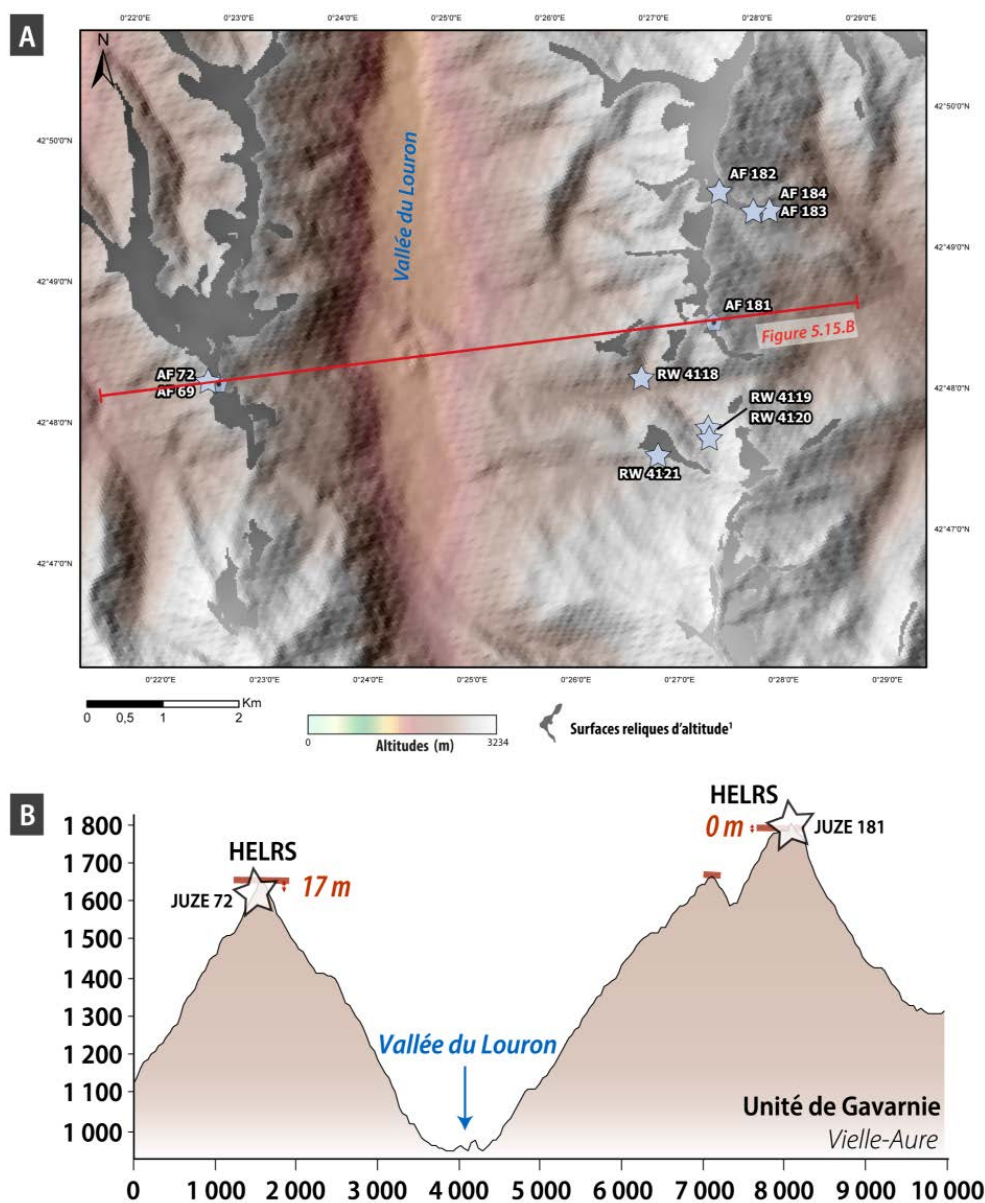 A
0°22'0"E 0°23'0"E 0°24'0"E 0°25'0"E 0°26'0"E 0°27'0"E 0°28'0"E 0°29'0"E
N
42°50'0"N
42°50'0"N
Vallée du Louron
AF 182
AF 184
AF 183
42°49'0"N
42°49'0"N
AF 181
Figure 5.15.B
AF 72
AF 69
RW 4118
42°48'0"N
RW 4119
RW 4120
42°48'0"N
RW 4121
42°47'0"N
42°47'0"N
0°22'0"E 0°23'0"E 0°24'0"E 0°25'0"E 0°26'0"E 0°27'0"E 0°28'0"E 0°29'0"E
Km
0 0,5 1 2
0 Altitudes (m) 3234
Surfaces reliques d'altitude¹
B
HELRS
1 800
0 m
JUZE 181
HELRS
1 700
17 m
JUZE 72
1 600
1 500
1 400
1 300
1 200
Vallée du Louron
1 100
1 000
Unité de Gavarnie
Vielle-Aure
0 1 000 2 000 3 000 4 000 5 000 6 000 7 000 8 000 9 000 10 000